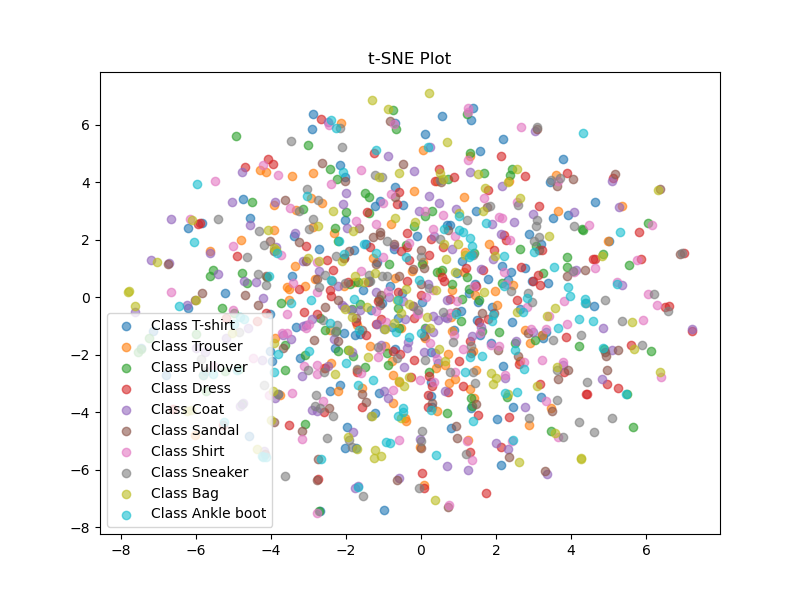 t-SNE Plot
6
4
2
0
−2
−4
−6
−8
Class T-shirt
Class Trouser
Class Pullover
Class Dress
Class Coat
Class Sandal
Class Shirt
Class Sneaker
Class Bag
Class Ankle boot
−8 −6 −4 −2 0 2 4 6